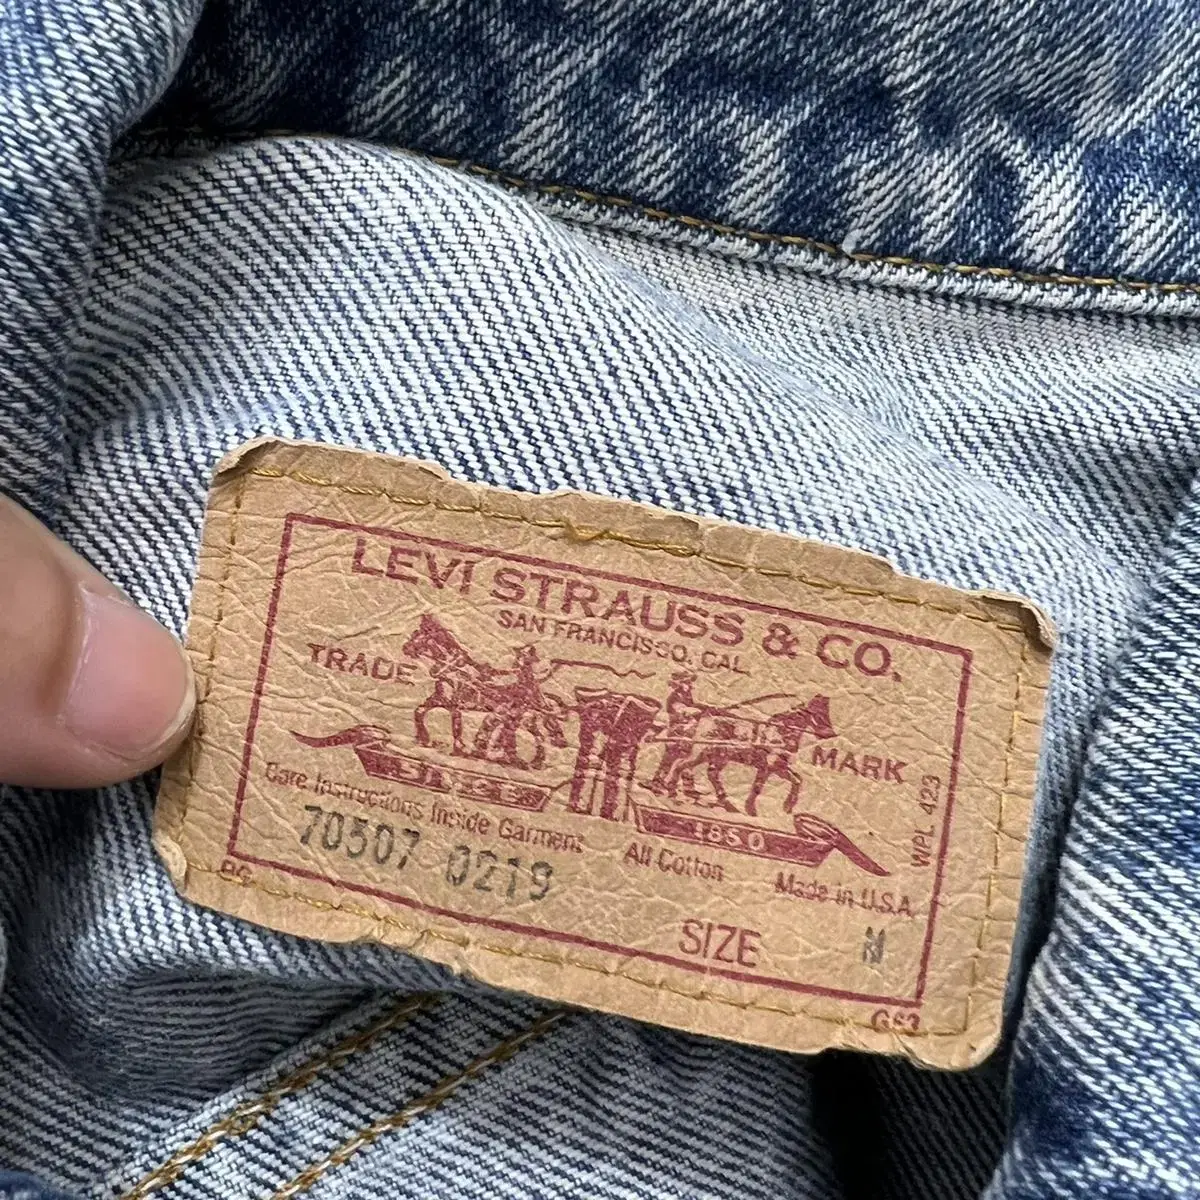 LEVI STRAUSS & CO.
SAN FRANCISCO, CAL
TRADE MARK
1850
Care Instructions Inside Garment
All Cotton
Made in U.S.A.
WPL 423
70507 0219
SIZE M